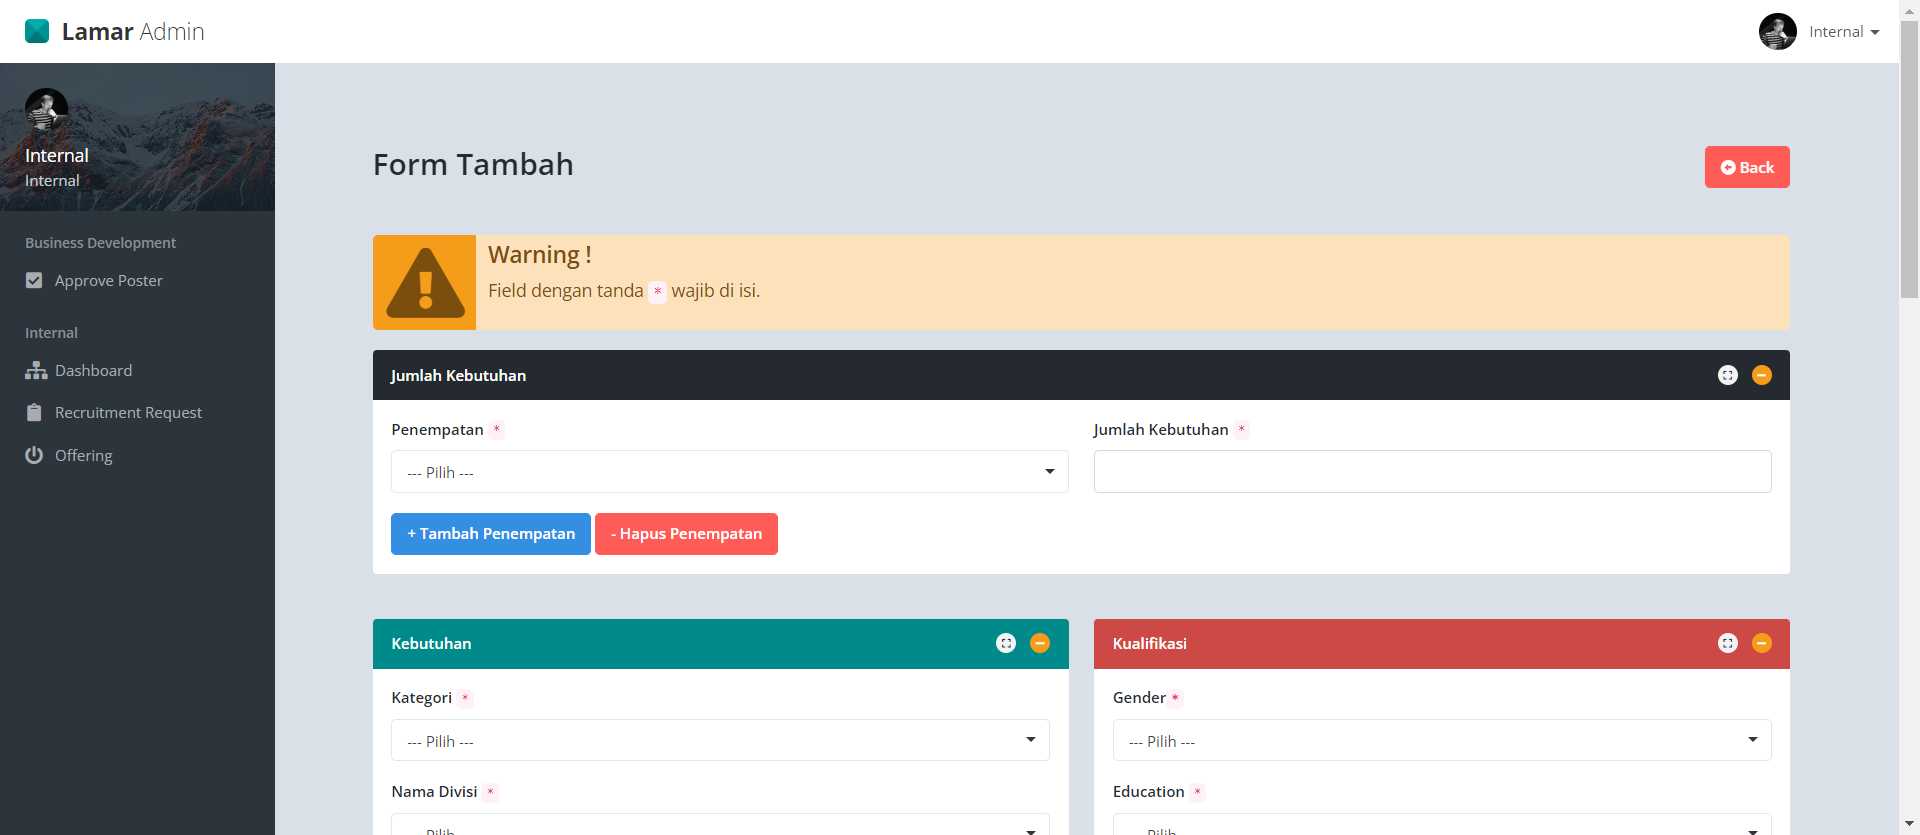 Lamar Admin
Internal
Internal
Internal
Business Development
Approve Poster
Internal
Dashboard
Recruitment Request
Offering
Form Tambah
Back
Warning !
Field dengan tanda * wajib di isi.
Jumlah Kebutuhan
Penempatan *
Jumlah Kebutuhan *
--- Pilih ---
+ Tambah Penempatan
- Hapus Penempatan
Kebutuhan
Kualifikasi
Kategori *
Gender *
--- Pilih ---
--- Pilih ---
Nama Divisi *
Education *
--- Pilih ---
--- Pilih ---